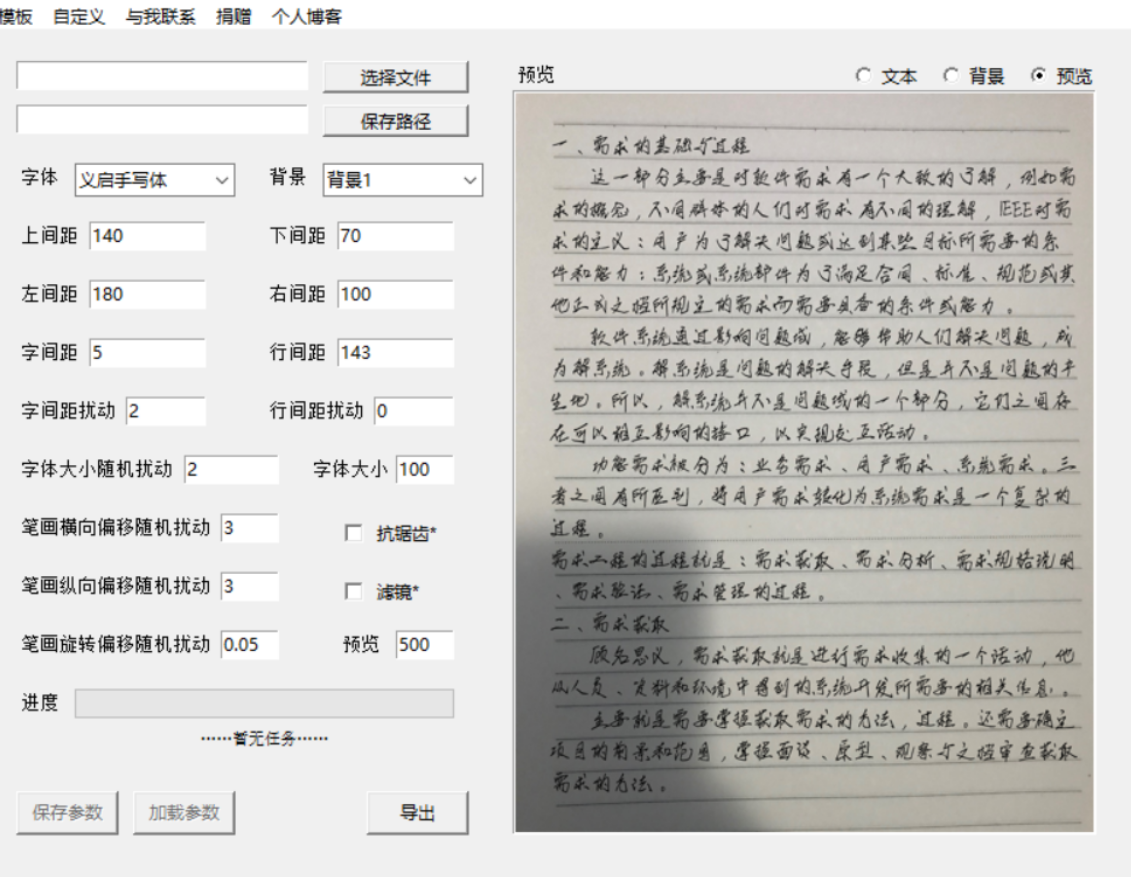 模板 自定义 与我联系 捐赠 个人博客
选择文件
保存路径
字体 义启手写体 背景 背景1
上间距 140 下间距 70
左间距 180 右间距 100
字间距 5 行间距 143
字间距扰动 2 行间距扰动 0
字体大小随机扰动 2 字体大小 100
笔画横向偏移随机扰动 3 抗锯齿*
笔画纵向偏移随机扰动 3 滤镜*
笔画旋转偏移随机扰动 0.05 预览 500
进度
······暂无任务······
保存参数 加载参数 导出
预览 文本 背景 预览
一、需求的基础与过程
这一部分主要是对软件需求有一个大致的了解，例如需
求的概念，不同群体的人们对需求有不同的理解，IEEE对需
求的定义：用户为了解决问题或达到某些目标所需要的条
件和能力；系统或系统部件为了满足合同、标准、规范或其
他正式文档所规定的需求而需要具备的条件或能力。
软件系统通过影响问题域，能够帮助人们解决问题，成
为解系统。解系统是问题的解决手段，但是并不是问题的产
生地。所以，解系统并不是问题域的一个部分，它们之间存
在可以相互影响的接口，以实现交互活动。
功能需求被分为：业务需求、用户需求、系统需求。三
者之间有所区别，将用户需求转化为系统需求是一个复杂的
过程。
需求工程的过程就是：需求获取、需求分析、需求规格说明
、需求验证、需求管理的过程。
二、需求获取
顾名思义，需求获取就是进行需求收集的一个活动，他
从人员、资料和环境中得到的系统开发所需要的相关信息。
主要就是需要掌握获取需求的方法，过程。还需要确立
项目的前景和范围，掌握面谈、原型、观察与文档审查获取
需求的方法。